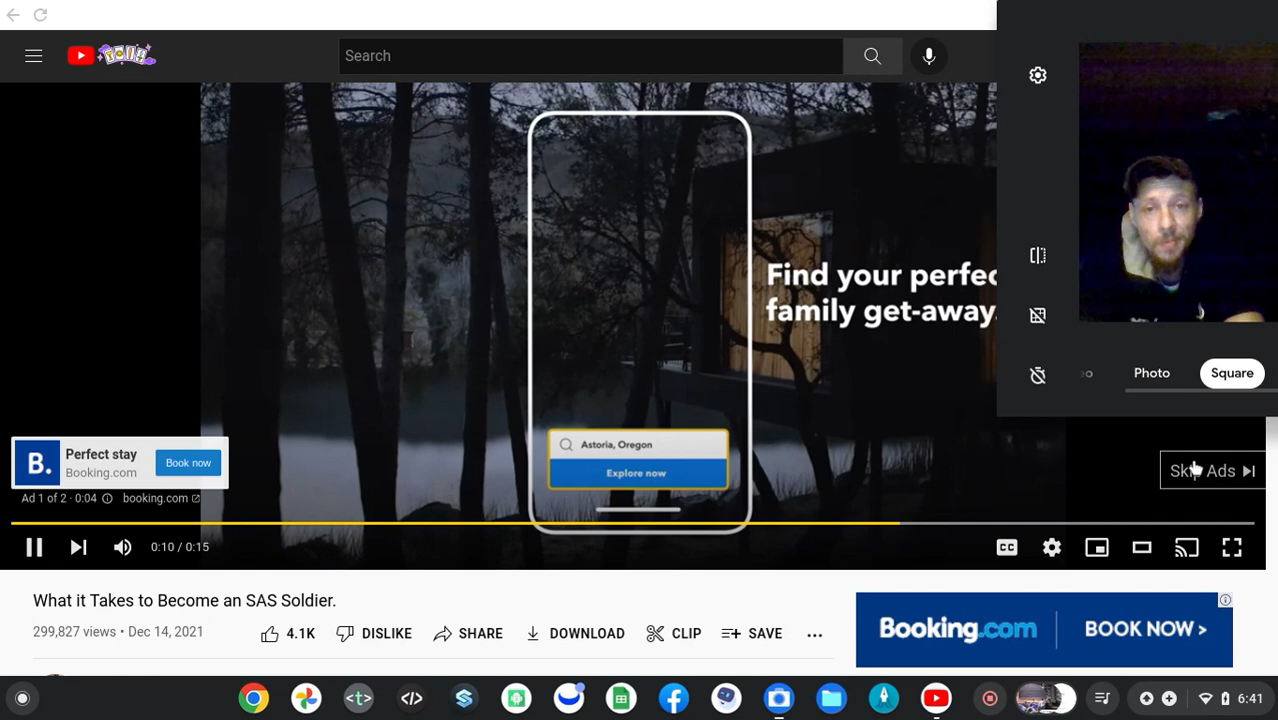 Search
Find your perfec
family get-away.
Photo
Square
Astoria, Oregon
Explore now
B.
Perfect stay
Booking.com
Book now
Skip Ads
Ad 1 of 2 · 0:04
booking.com
0:10 / 0:15
CC
What it Takes to Become an SAS Soldier.
299,827 views • Dec 14, 2021
4.1K
DISLIKE
SHARE
DOWNLOAD
CLIP
SAVE
Booking.com
BOOK NOW >
<t>
</>
6:41